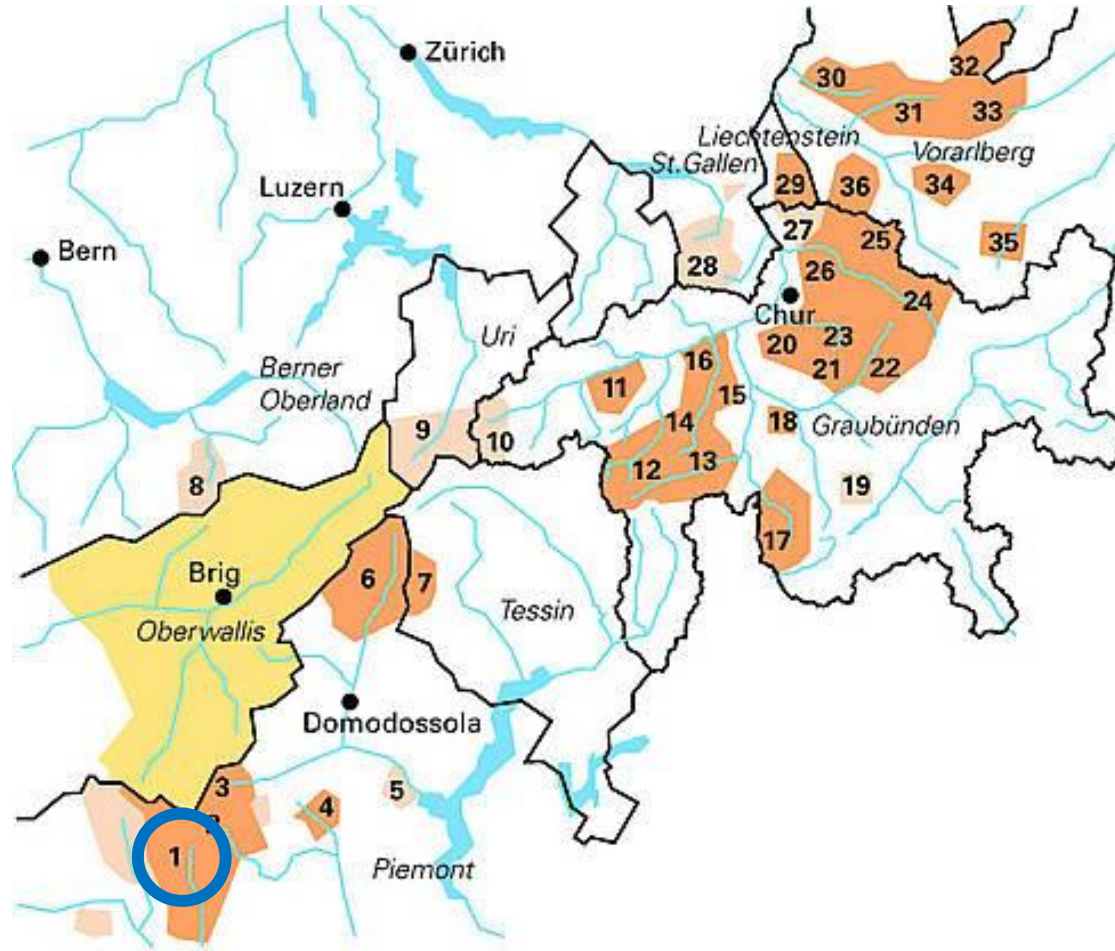 Zürich
32
30
31
33
Liechtenstein
St.Gallen
Vorarlberg
Luzern
29
36
34
27
25
35
Bern
28
26
24
Chur
Uri
23
20
21
22
16
Berner
Oberland
11
15
14
18
Graubünden
9
10
12
13
19
8
17
6
7
Brig
Tessin
Oberwallis
Domodossola
3
5
4
2
1
Piemont